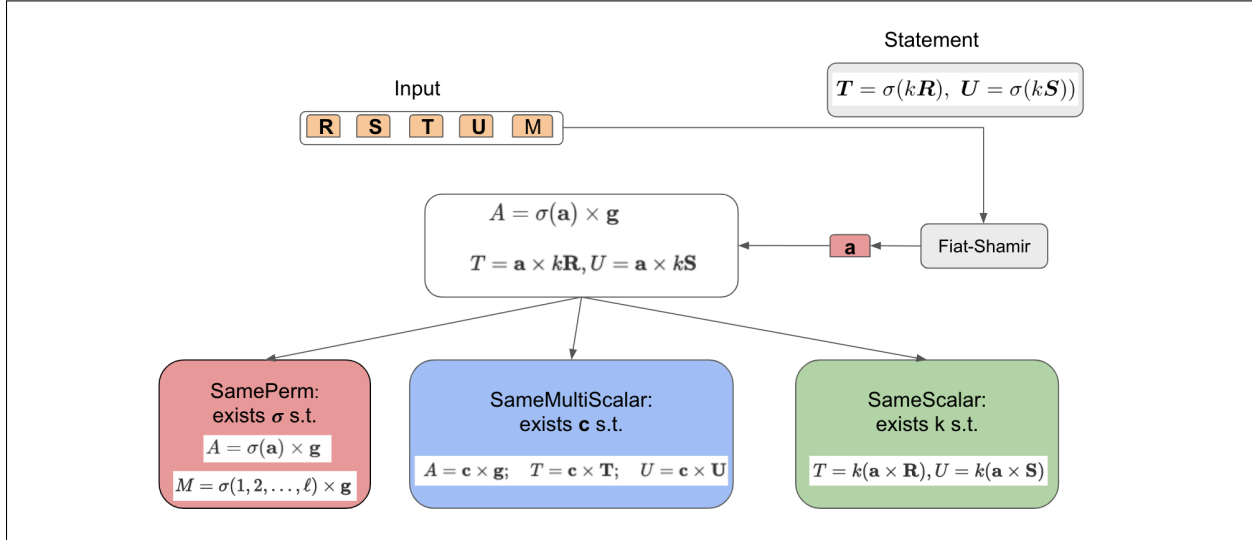 Statement
T = σ(kR), U = σ(kS))
Input
R S T U M
A = σ(a) × g
T = a × kR, U = a × kS
a
Fiat-Shamir
SamePerm:
exists σ s.t.
A = σ(a) × g
M = σ(1, 2, . . . , ℓ) × g
SameMultiScalar:
exists c s.t.
A = c × g; T = c × T; U = c × U
SameScalar:
exists k s.t.
T = k(a × R), U = k(a × S)